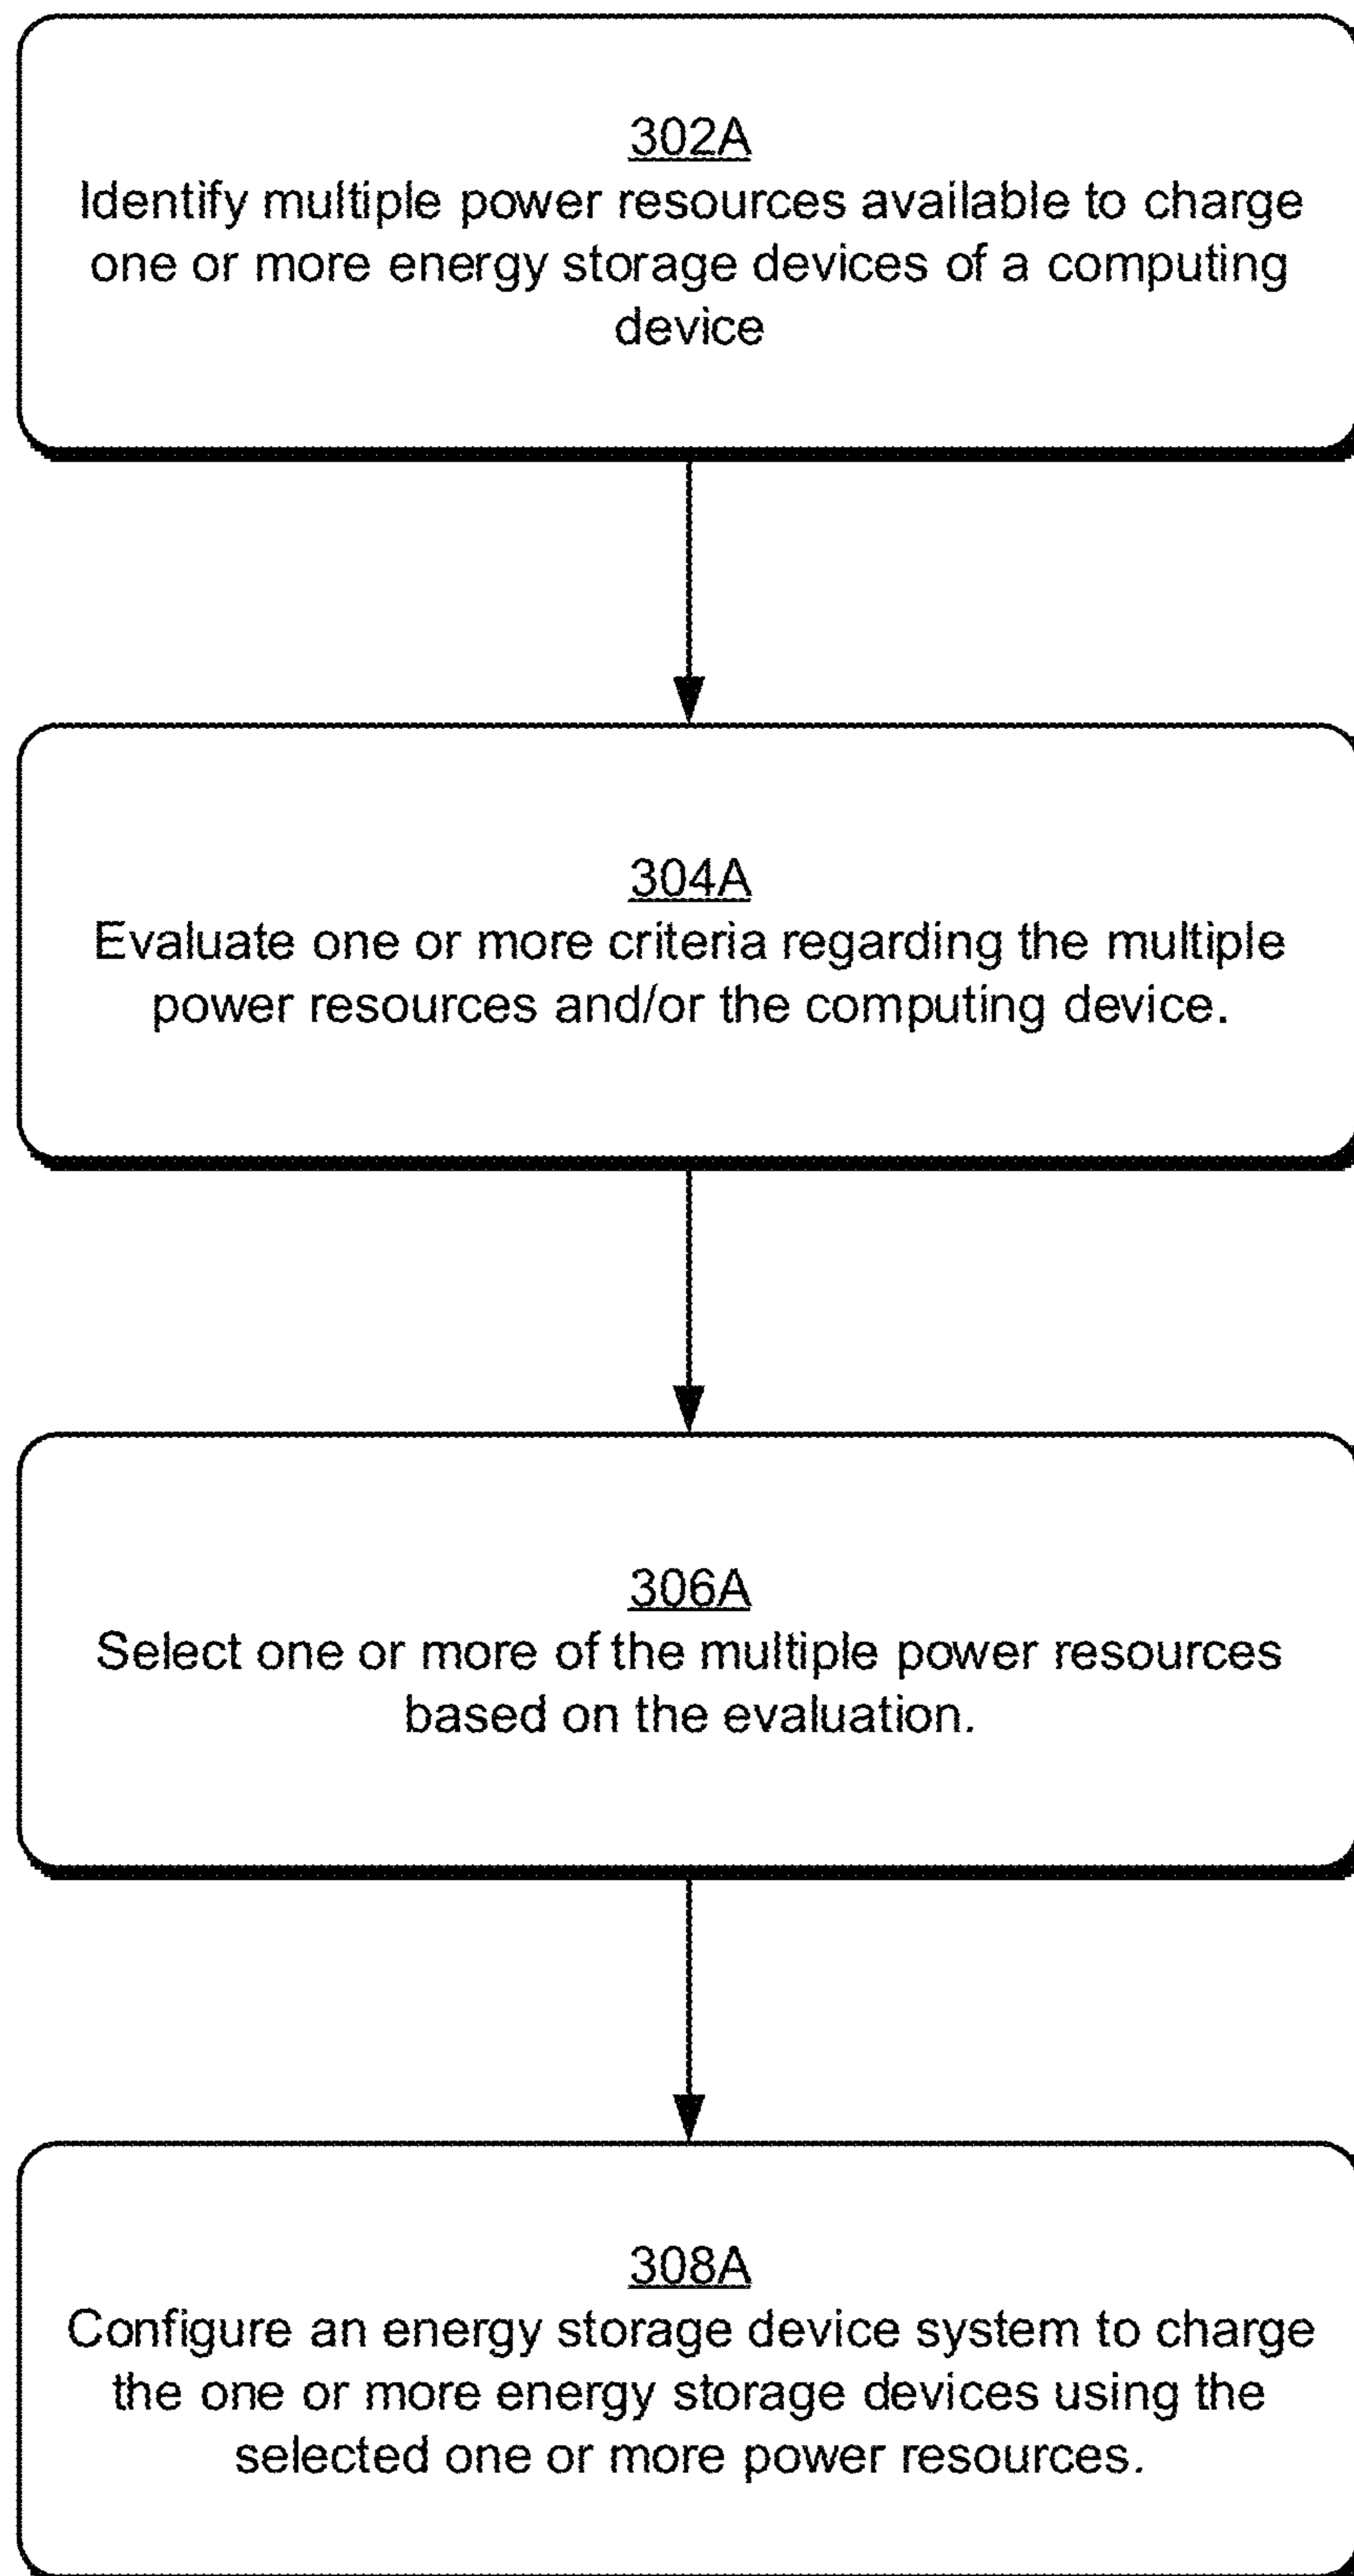 302A
Identify multiple power resources available to charge
one or more energy storage devices of a computing
device
304A
Evaluate one or more criteria regarding the multiple
power resources and/or the computing device.
306A
Select one or more of the multiple power resources
based on the evaluation.
308A
Configure an energy storage device system to charge
the one or more energy storage devices using the
selected one or more power resources.